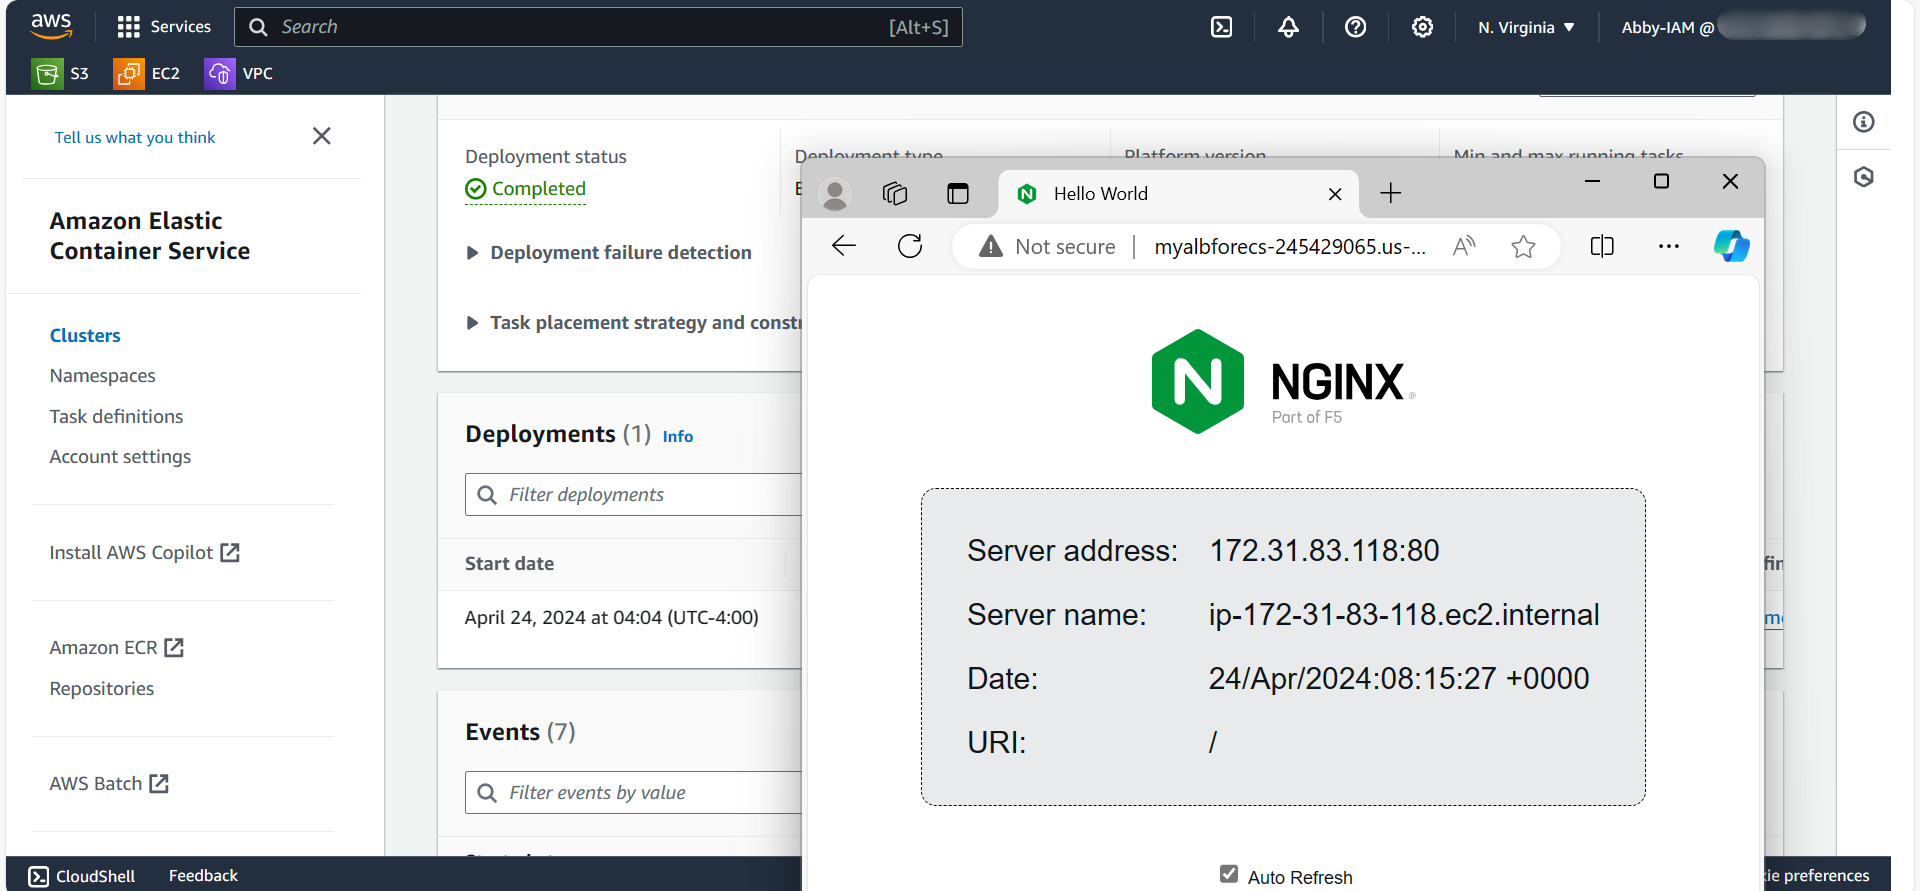 aws
Services
Search
[Alt+S]
N. Virginia
Abby-IAM @
S3
EC2
VPC
Tell us what you think
Amazon Elastic
Container Service
Clusters
Namespaces
Task definitions
Account settings
Install AWS Copilot
Amazon ECR
Repositories
AWS Batch
Deployment status
Completed
Deployment type
Platform version
Min and max running tasks
Deployment failure detection
Task placement strategy and
Deployments (1) Info
Filter deployments
Start date
April 24, 2024 at 04:04 (UTC-4:00)
Events (7)
Filter events by value
Hello World
Not secure
myalbforecs-245429065.us-...
NGINX
Part of F5
Server address: 172.31.83.118:80
Server name: ip-172-31-83-118.ec2.internal
Date: 24/Apr/2024:08:15:27 +0000
URI: /
Auto Refresh
CloudShell
Feedback
preferences